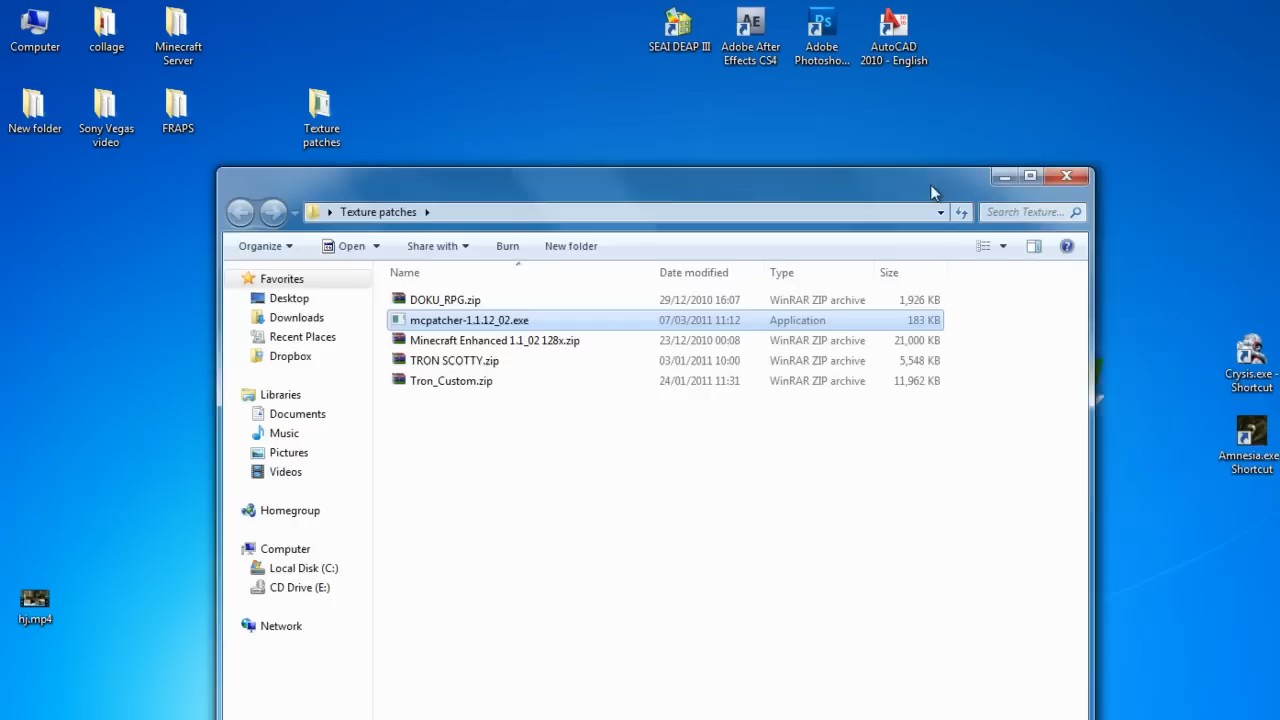 Computer
collage
Minecraft
Server
SEAI DEAP III
Adobe After
Effects CS4
Adobe
Photosho...
AutoCAD
2010 - English
New folder
Sony Vegas
video
FRAPS
Texture
patches
Texture patches
Search Texture...
Organize
Open
Share with
Burn
New folder
Favorites
Desktop
Downloads
Recent Places
Dropbox
Libraries
Documents
Music
Pictures
Videos
Homegroup
Computer
Local Disk (C:)
CD Drive (E:)
Network
Name Date modified Type Size
DOKU_RPG.zip 29/12/2010 16:07 WinRAR ZIP archive 1,926 KB
mcpatcher-1.1.12_02.exe 07/03/2011 11:12 Application 183 KB
Minecraft Enhanced 1.1_02 128x.zip 23/12/2010 00:08 WinRAR ZIP archive 21,000 KB
TRON SCOTTY.zip 03/01/2011 10:00 WinRAR ZIP archive 5,548 KB
Tron_Custom.zip 24/01/2011 11:31 WinRAR ZIP archive 11,962 KB
Crysis.exe -
Shortcut
Amnesia.exe
Shortcut
hj.mp4